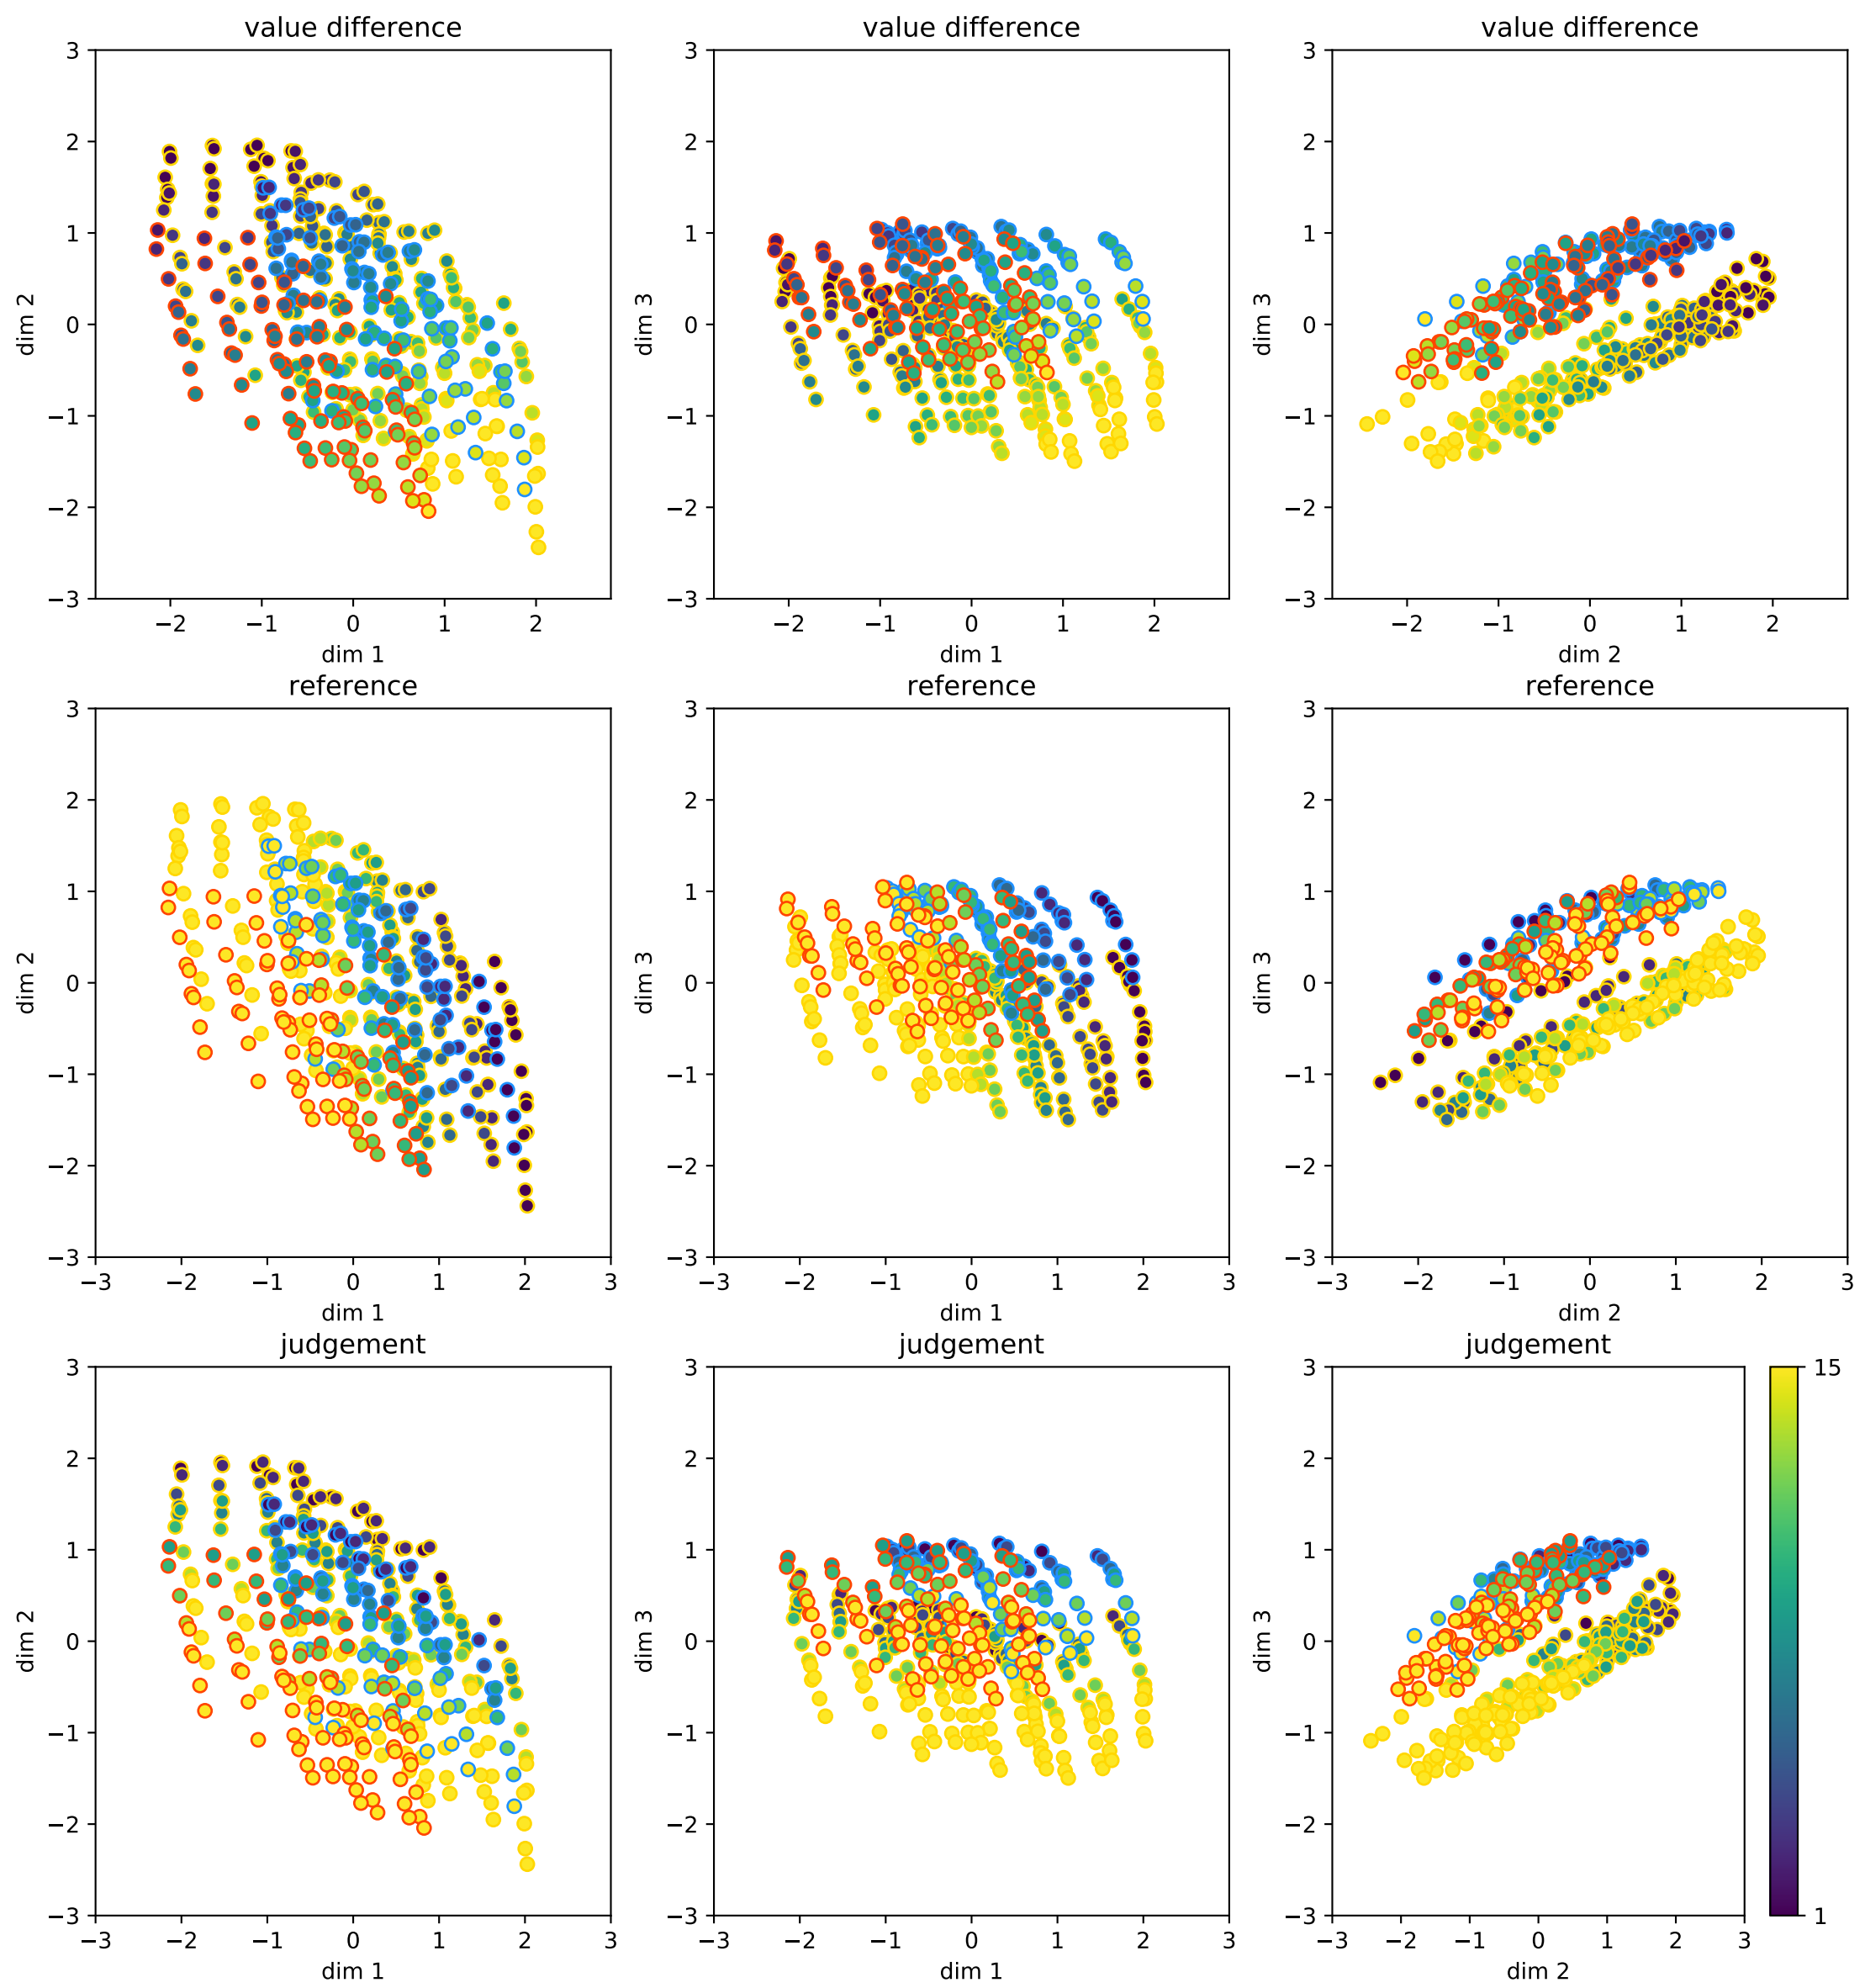 value difference value difference value difference
3 3 3
2 2 2
1 1 1
dim 2 0 dim 3 0 dim 3 0
−1 −1 −1
−2 −2 −2
−3 −3 −3
−2 −1 0 1 2 −2 −1 0 1 2 −2 −1 0 1 2
dim 1 dim 1 dim 2
reference reference reference
3 3 3
2 2 2
1 1 1
dim 2 0 dim 3 0 dim 3 0
−1 −1 −1
−2 −2 −2
−3 −3 −3
−3 −2 −1 0 1 2 3 −3 −2 −1 0 1 2 3 −3 −2 −1 0 1 2 3
dim 1 dim 1 dim 2
judgement judgement judgement
3 3 3 15
2 2 2
1 1 1
dim 2 0 dim 3 0 dim 3 0
−1 −1 −1
−2 −2 −2
−3 −3 −3 1
−3 −2 −1 0 1 2 3 −3 −2 −1 0 1 2 3 −3 −2 −1 0 1 2 3
dim 1 dim 1 dim 2